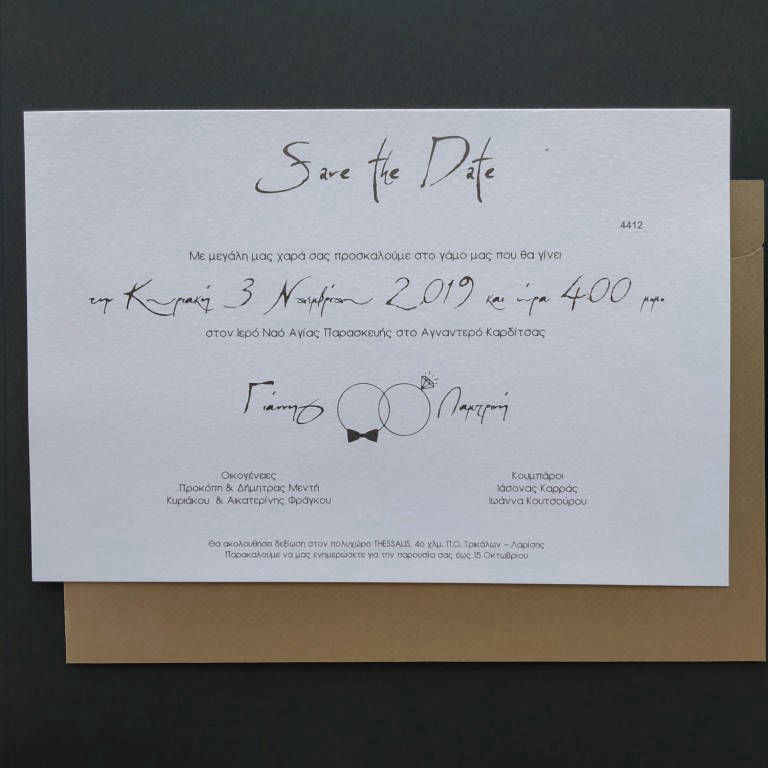 Save the Date
4412
Με μεγάλη μας χαρά σας προσκαλούμε στο γάμο μας που θα γίνει
την Κυριακή 3 Νοεμβρίου 2019 και ώρα 4:00 μ.μ.
στον Ιερό Ναό Αγίας Παρασκευής στο Αγναντερό Καρδίτσας
Γιάννης Λαμπρινή
Οικογένειες
Προκόπη & Δήμητρας Μεντή
Κυριάκου & Αικατερίνης Φράγκου
Κουμπάροι
Ιάσονας Καρράς
Ιωάννα Κουτσούρου
Θα ακολουθήσει δεξίωση στον πολυχώρο THESSALIS, 4ο χλμ. Π.Ο. Τρικάλων – Λαρίσης
Παρακαλούμε να μας ενημερώσετε για την παρουσία σας έως 15 Οκτωβρίου